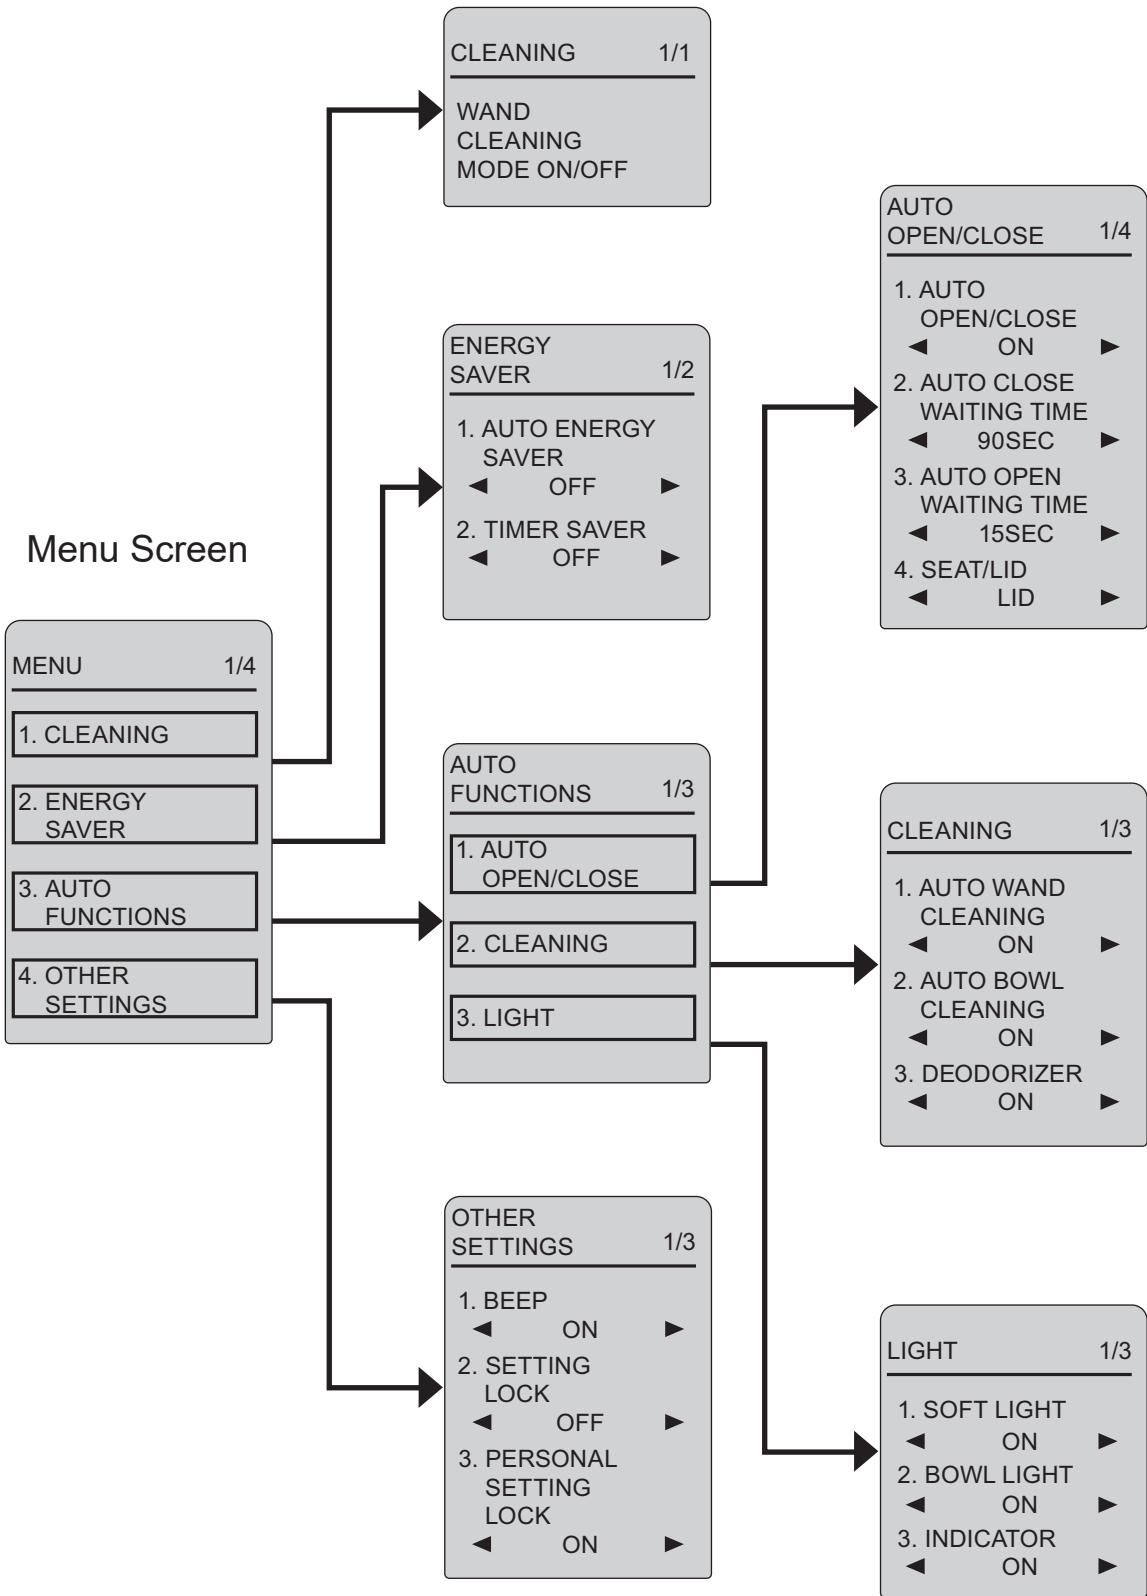 CLEANING 1/1
WAND
CLEANING
MODE ON/OFF
AUTO
OPEN/CLOSE 1/4
1. AUTO
OPEN/CLOSE
◄ ON ►
2. AUTO CLOSE
WAITING TIME
◄ 90SEC ►
3. AUTO OPEN
WAITING TIME
◄ 15SEC ►
4. SEAT/LID
◄ LID ►
ENERGY
SAVER 1/2
1. AUTO ENERGY
SAVER
◄ OFF ►
2. TIMER SAVER
◄ OFF ►
Menu Screen
MENU 1/4
1. CLEANING
2. ENERGY
SAVER
3. AUTO
FUNCTIONS
4. OTHER
SETTINGS
AUTO
FUNCTIONS 1/3
1. AUTO
OPEN/CLOSE
2. CLEANING
3. LIGHT
CLEANING 1/3
1. AUTO WAND
CLEANING
◄ ON ►
2. AUTO BOWL
CLEANING
◄ ON ►
3. DEODORIZER
◄ ON ►
OTHER
SETTINGS 1/3
1. BEEP
◄ ON ►
2. SETTING
LOCK
◄ OFF ►
3. PERSONAL
SETTING
LOCK
◄ ON ►
LIGHT 1/3
1. SOFT LIGHT
◄ ON ►
2. BOWL LIGHT
◄ ON ►
3. INDICATOR
◄ ON ►